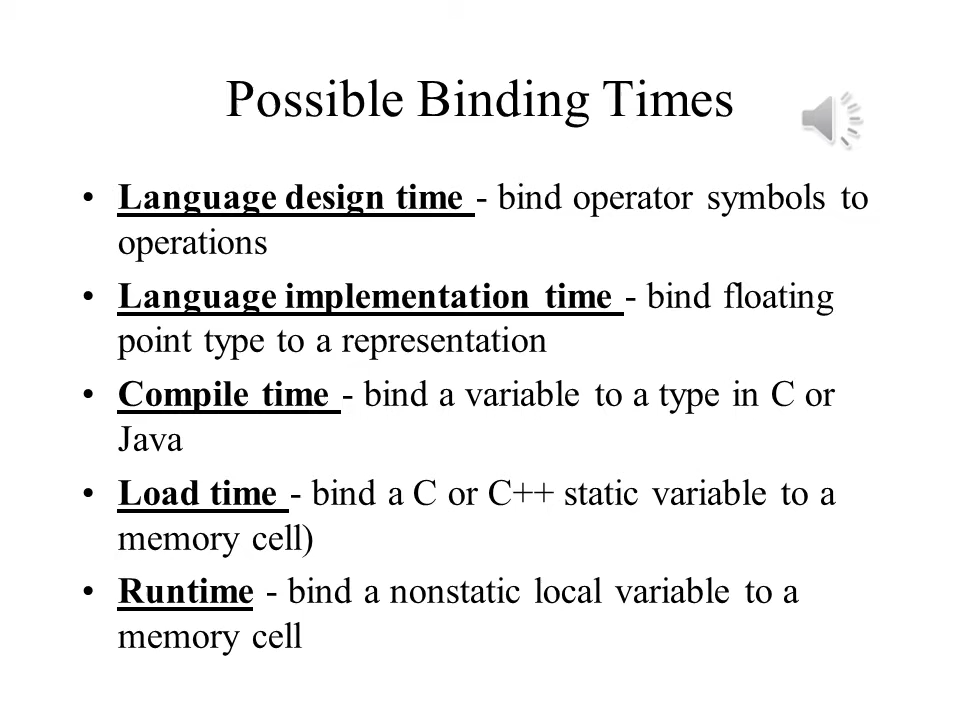 Possible Binding Times
• Language design time - bind operator symbols to
operations
• Language implementation time - bind floating
point type to a representation
• Compile time - bind a variable to a type in C or
Java
• Load time - bind a C or C++ static variable to a
memory cell)
• Runtime - bind a nonstatic local variable to a
memory cell